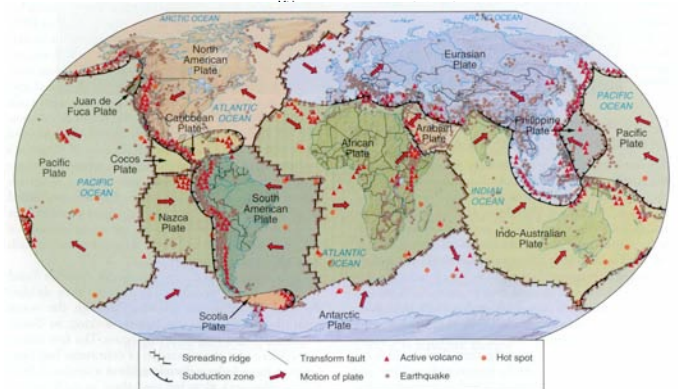 ARCTIC OCEAN
ARCTIC OCEAN
North
American
Plate
Eurasian
Plate
Juan de
Fuca Plate
ATLANTIC
OCEAN
Caribbean
Plate
Arabian
Plate
Philippine
Plate
PACIFIC
OCEAN
Pacific
Plate
Pacific
Plate
Cocos
Plate
African
Plate
PACIFIC
OCEAN
Nazca
Plate
South
American
Plate
INDIAN
OCEAN
Indo-Australian
Plate
ATLANTIC
OCEAN
Scotia
Plate
Antarctic
Plate
Spreading ridge
Transform fault
Active volcano
Hot spot
Subduction zone
Motion of plate
Earthquake